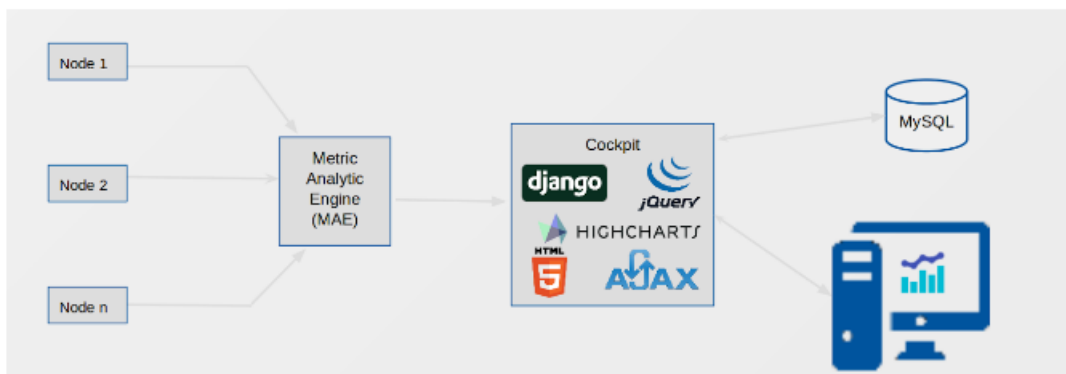 Node 1
Node 2
Node n
Metric
Analytic
Engine
(MAE)
Cockpit
django
jQuery
HIGHCHARTS
HTML
5
AJAX
MySQL